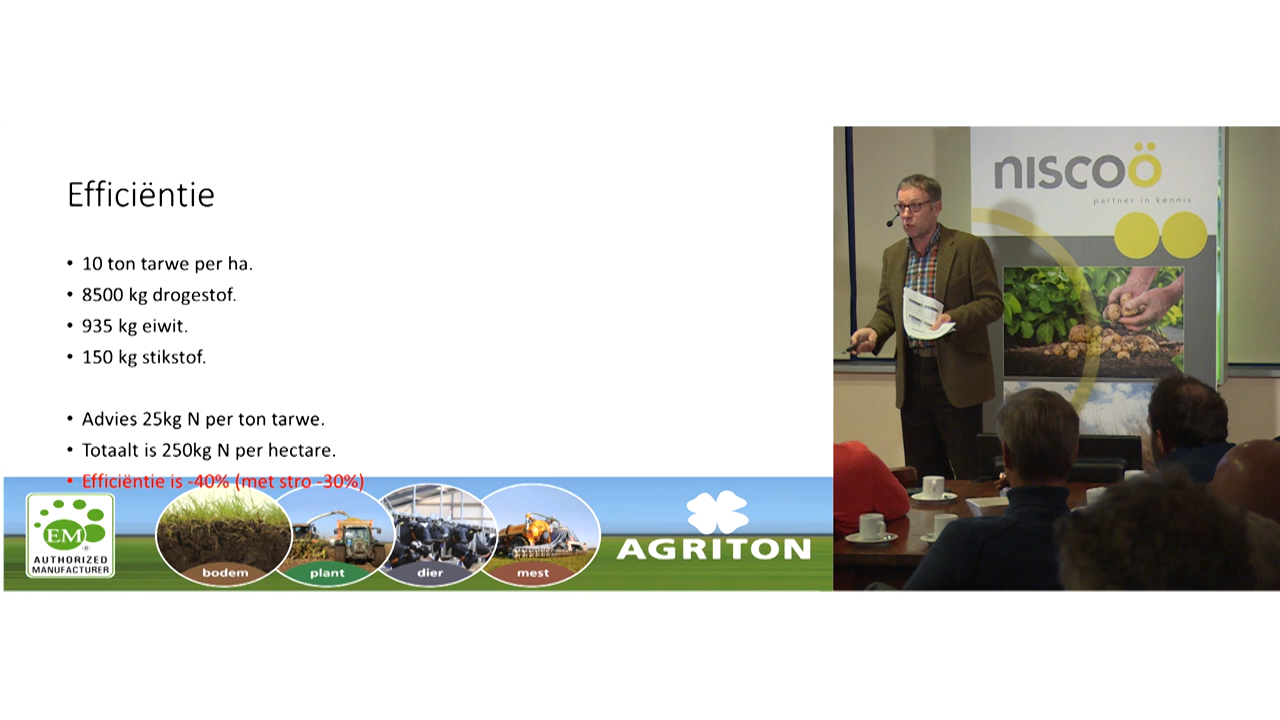 Efficiëntie
• 10 ton tarwe per ha.
• 8500 kg drogestof.
• 935 kg eiwit.
• 150 kg stikstof.
• Advies 25kg N per ton tarwe.
• Totaalt is 250kg N per hectare.
• Efficiëntie is -40% (met stro -30%)
EM
®
AUTHORIZED
MANUFACTURER
bodem
plant
dier
mest
AGRITON
niscoö
partner in kennis